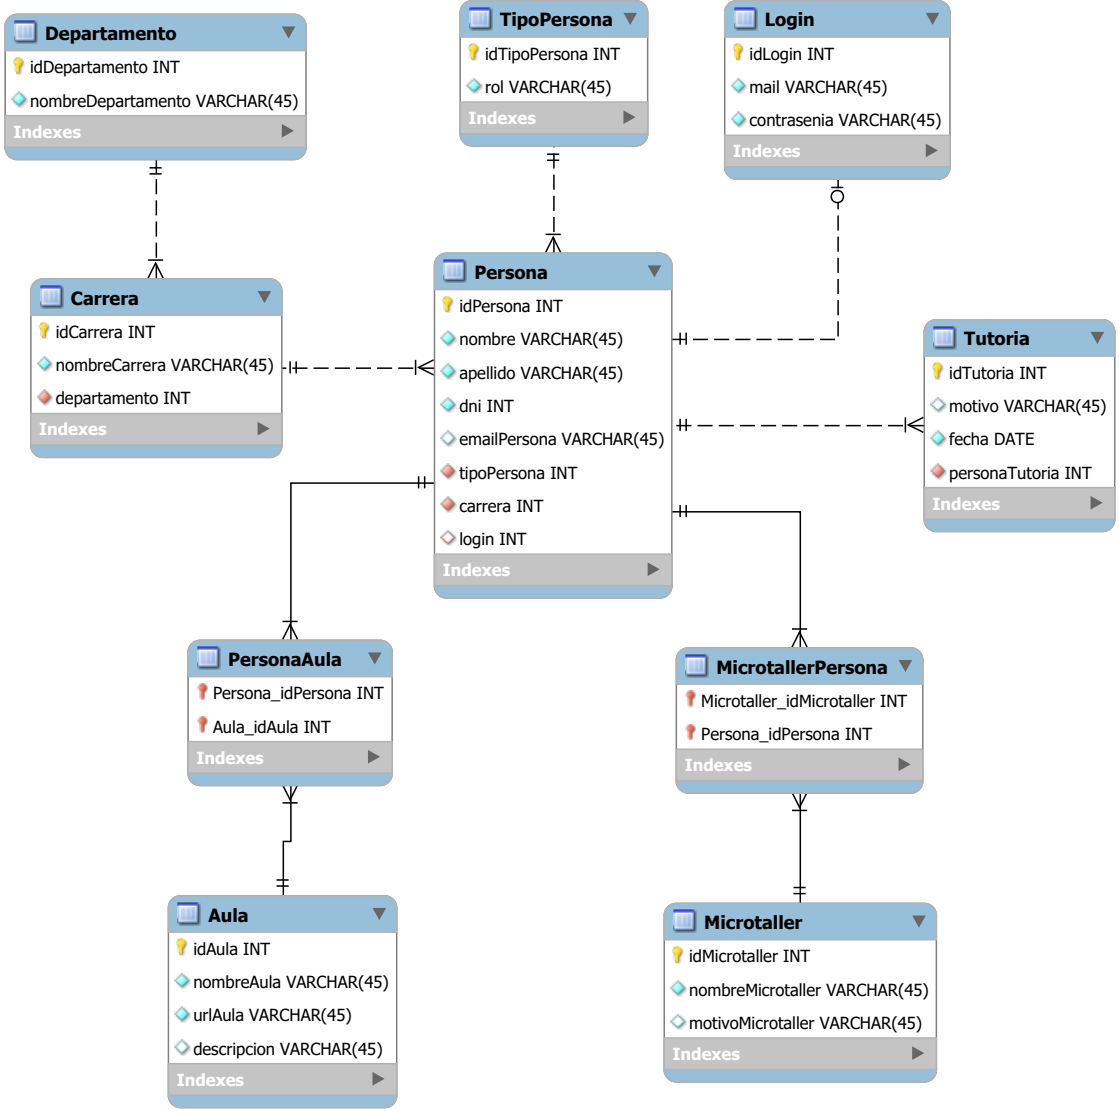 Departamento
idDepartamento INT
nombreDepartamento VARCHAR(45)
Indexes
TipoPersona
idTipoPersona INT
rol VARCHAR(45)
Indexes
Login
idLogin INT
mail VARCHAR(45)
contrasenia VARCHAR(45)
Indexes
Carrera
idCarrera INT
nombreCarrera VARCHAR(45)
departamento INT
Indexes
Persona
idPersona INT
nombre VARCHAR(45)
apellido VARCHAR(45)
dni INT
emailPersona VARCHAR(45)
tipoPersona INT
carrera INT
login INT
Indexes
Tutoria
idTutoria INT
motivo VARCHAR(45)
fecha DATE
personaTutoria INT
Indexes
PersonaAula
Persona_idPersona INT
Aula_idAula INT
Indexes
MicrotallerPersona
Microtaller_idMicrotaller INT
Persona_idPersona INT
Indexes
Aula
idAula INT
nombreAula VARCHAR(45)
urlAula VARCHAR(45)
descripcion VARCHAR(45)
Indexes
Microtaller
idMicrotaller INT
nombreMicrotaller VARCHAR(45)
motivoMicrotaller VARCHAR(45)
Indexes